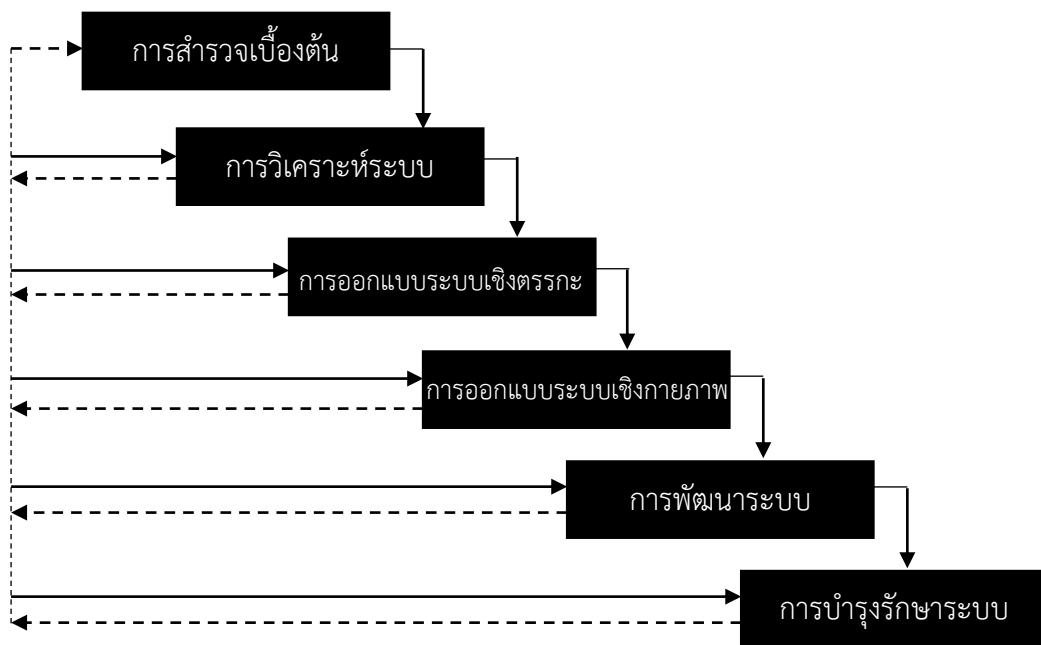 การสำรวจเบื้องต้น
การวิเคราะห์ระบบ
การออกแบบระบบเชิงตรรกะ
การออกแบบระบบเชิงกายภาพ
การพัฒนาระบบ
การบำรุงรักษาระบบ